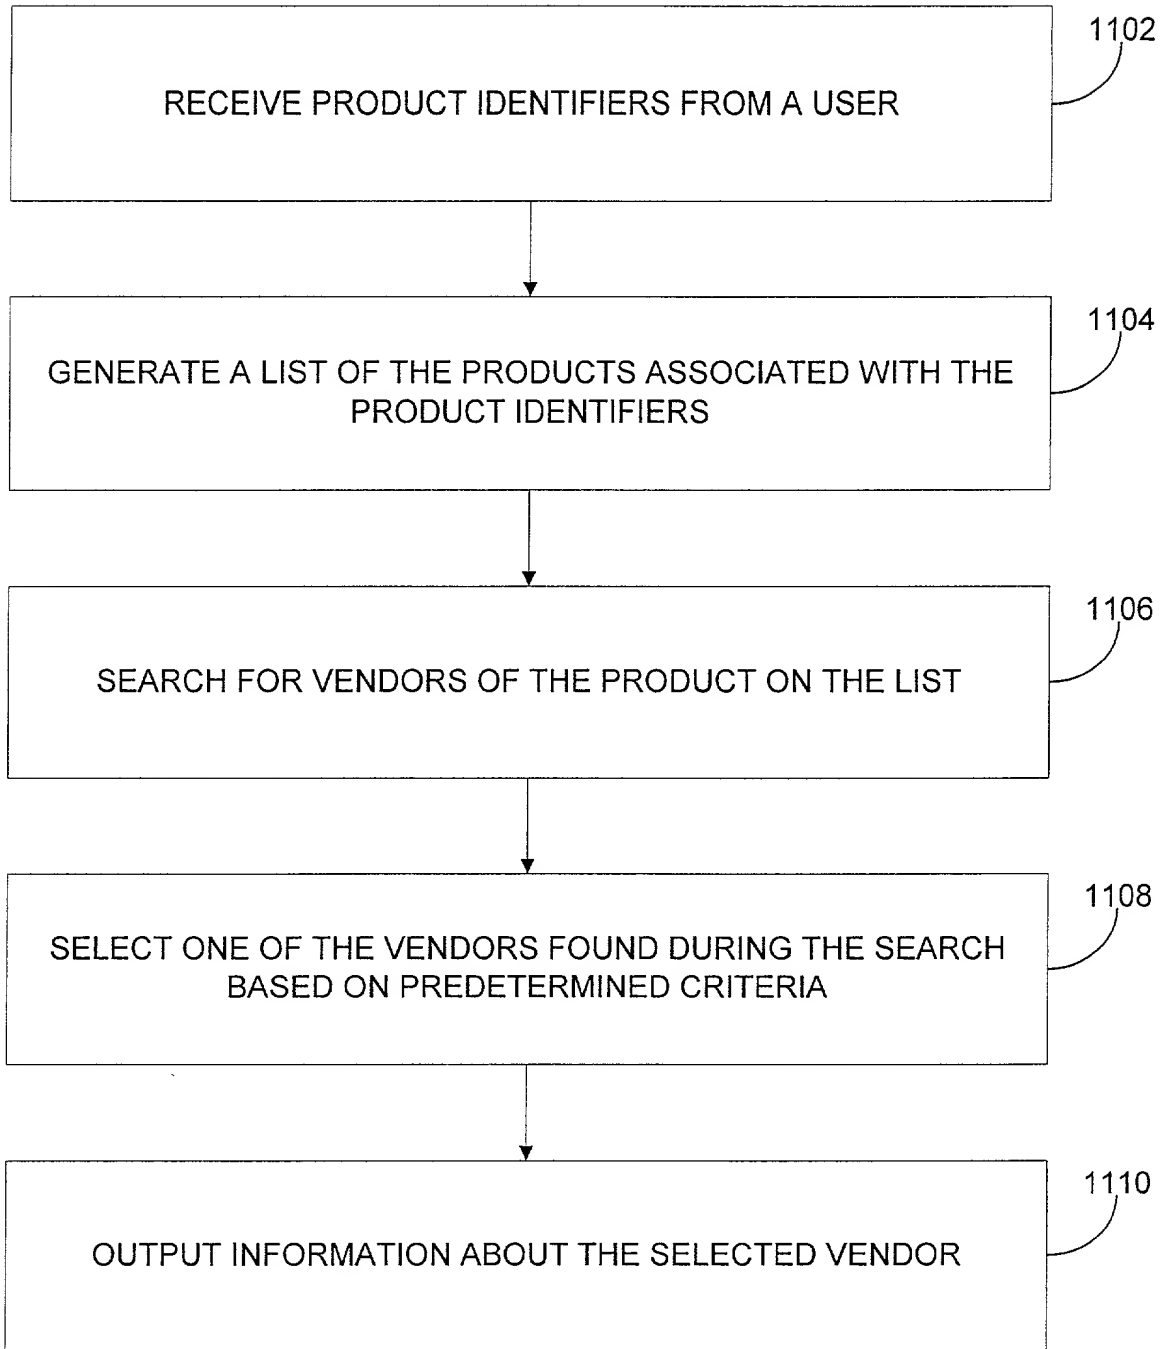 1102
RECEIVE PRODUCT IDENTIFIERS FROM A USER
1104
GENERATE A LIST OF THE PRODUCTS ASSOCIATED WITH THE
PRODUCT IDENTIFIERS
1106
SEARCH FOR VENDORS OF THE PRODUCT ON THE LIST
1108
SELECT ONE OF THE VENDORS FOUND DURING THE SEARCH
BASED ON PREDETERMINED CRITERIA
1110
OUTPUT INFORMATION ABOUT THE SELECTED VENDOR